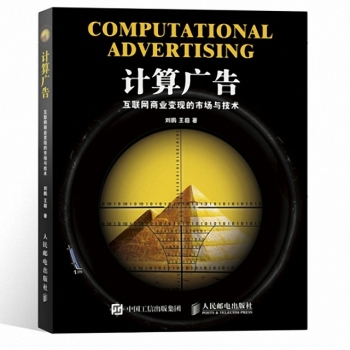 COMPUTATIONAL
ADVERTISING
计算广告
互联网商业变现的市场与技术
刘鹏 王超 著
中国工信出版集团
人民邮电出版社
POSTS & TELECOM PRESS
计算广告
互联网商业变现的市场与技术
刘鹏 王超 著
人民邮电出版社